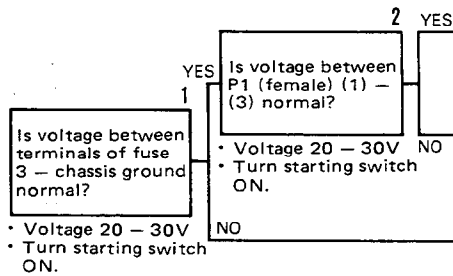 2
YES
Is voltage between
P1 (female) (1) —
(3) normal?
YES
1
Is voltage between
terminals of fuse
3 — chassis ground
normal?
• Voltage 20 — 30V
• Turn starting switch
ON.
NO
• Voltage 20 — 30V
• Turn starting switch
ON.
NO